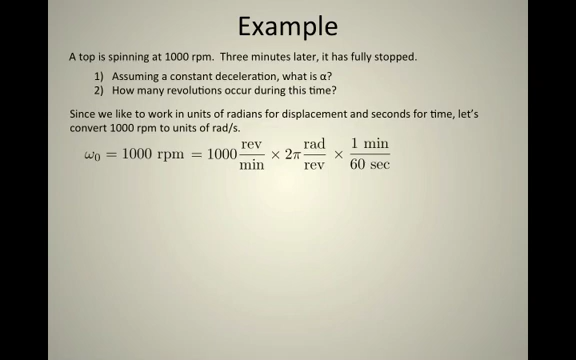 Example
A top is spinning at 1000 rpm. Three minutes later, it has fully stopped.
1) Assuming a constant deceleration, what is α?
2) How many revolutions occur during this time?
Since we like to work in units of radians for displacement and seconds for time, let's
convert 1000 rpm to units of rad/s.
ω₀ = 1000 rpm = 1000 rev/min × 2π rad/rev × 1 min/60 sec